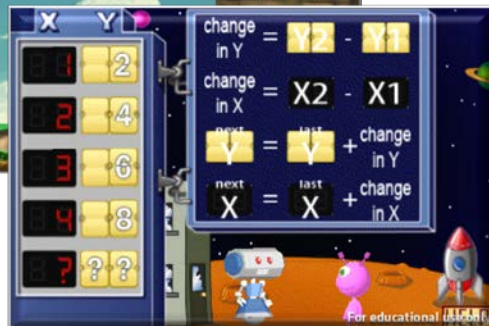 X Y
1 2
2 4
3 6
4 8
? ? ?
change in Y = Y2 - Y1
change in X = X2 - X1
next Y = last Y + change in Y
next X = last X + change in X
For educational use only